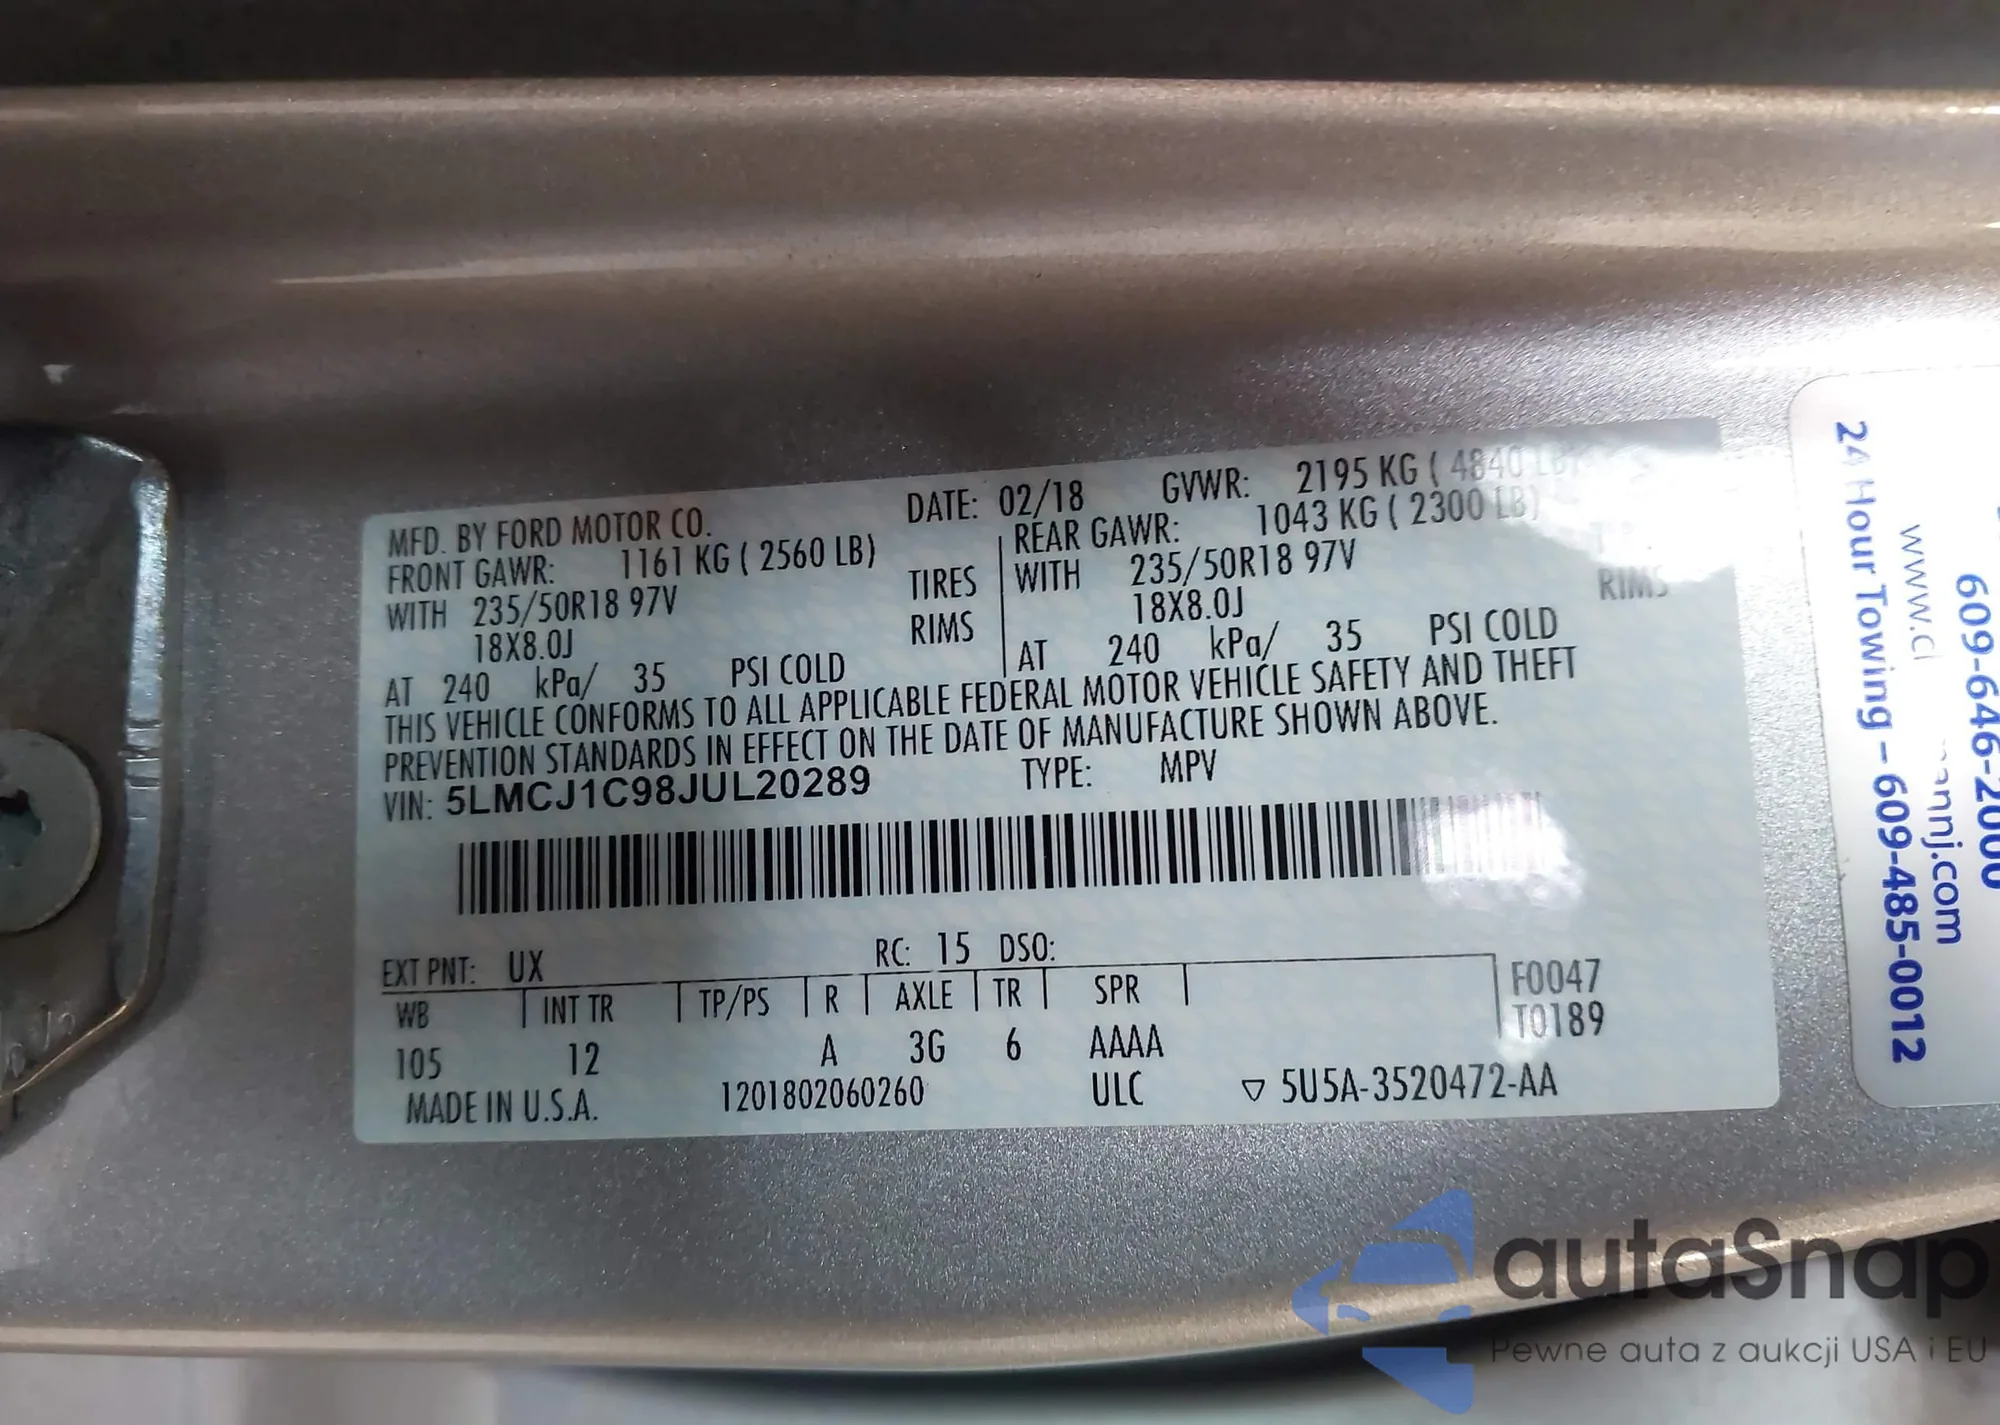 MFD. BY FORD MOTOR CO. DATE: 02/18 GVWR: 2195 KG ( 4840 LB)
FRONT GAWR: 1161 KG ( 2560 LB) REAR GAWR: 1043 KG ( 2300 LB)
WITH 235/50R18 97V TIRES WITH 235/50R18 97V
18X8.0J RIMS 18X8.0J RIMS
AT 240 kPa/ 35 PSI COLD AT 240 kPa/ 35 PSI COLD
THIS VEHICLE CONFORMS TO ALL APPLICABLE FEDERAL MOTOR VEHICLE SAFETY AND THEFT
PREVENTION STANDARDS IN EFFECT ON THE DATE OF MANUFACTURE SHOWN ABOVE.
VIN: 5LMCJ1C98JUL20289 TYPE: MPV
EXT PNT: UX RC: 15 DSO:
WB INT TR TP/PS R AXLE TR SPR F0047
T0189
105 12 A 3G 6 AAAA
MADE IN U.S.A. 1201802060260 ULC ▽ 5U5A-3520472-AA
609-646-2000
24 Hour Towing – 609-485-0012
autaSnap
Pewne auta z aukcji USA i EU